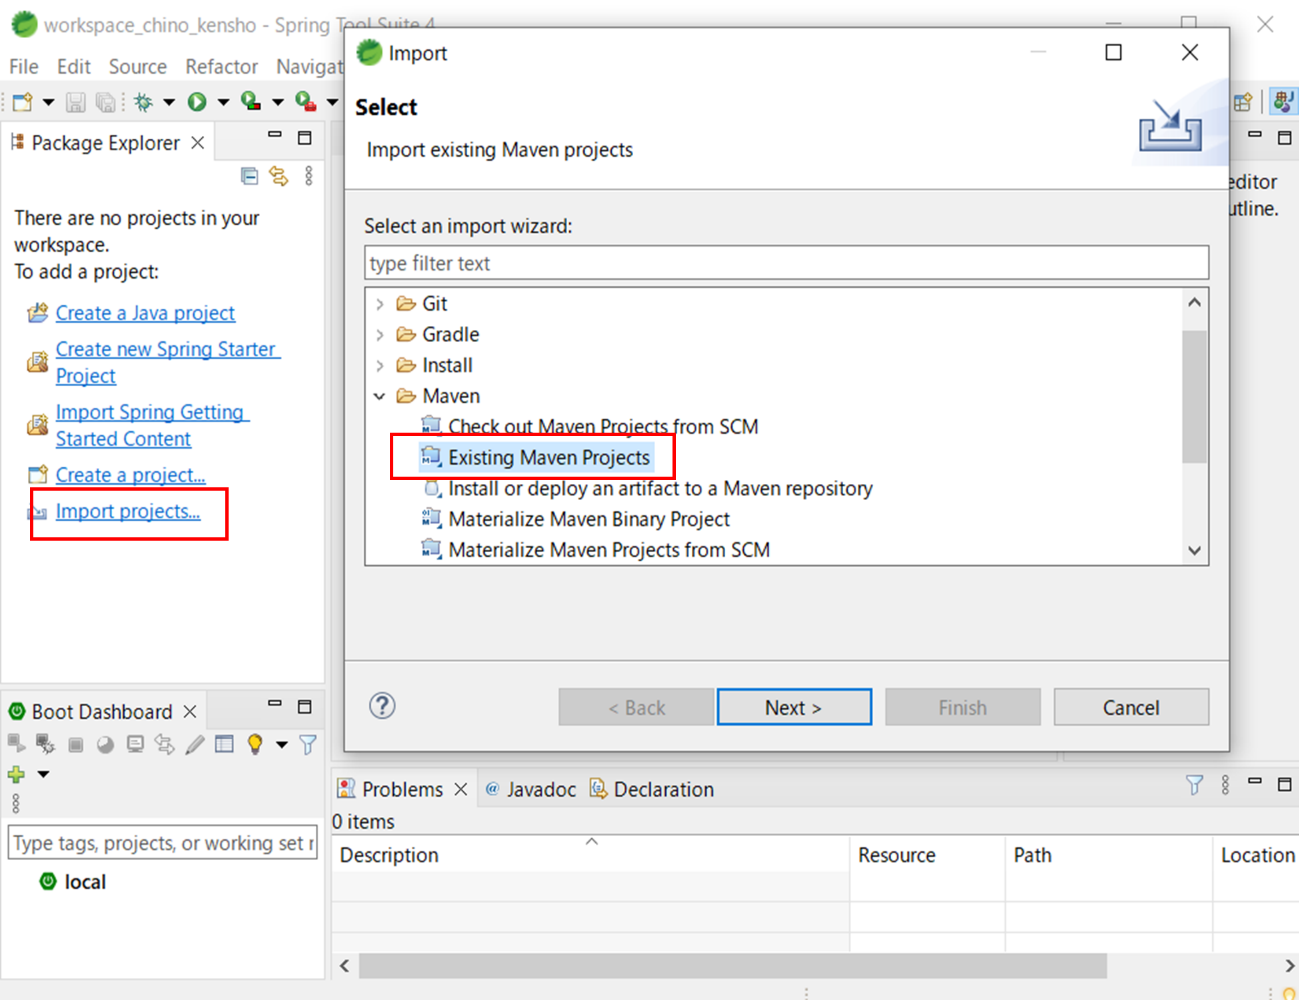 workspace_chino_kensho - Spring Tool Suite 4
File Edit Source Refactor Navigat
Package Explorer
There are no projects in your
workspace.
To add a project:
Create a Java project
Create new Spring Starter
Project
Import Spring Getting
Started Content
Create a project...
Import projects...
Import
Select
Import existing Maven projects
Select an import wizard:
type filter text
Git
Gradle
Install
Maven
Check out Maven Projects from SCM
Existing Maven Projects
Install or deploy an artifact to a Maven repository
Materialize Maven Binary Project
Materialize Maven Projects from SCM
< Back
Next >
Finish
Cancel
editor
utline.
Boot Dashboard
Type tags, projects, or working set r
local
Problems
@ Javadoc
Declaration
0 items
Description Resource Path Location